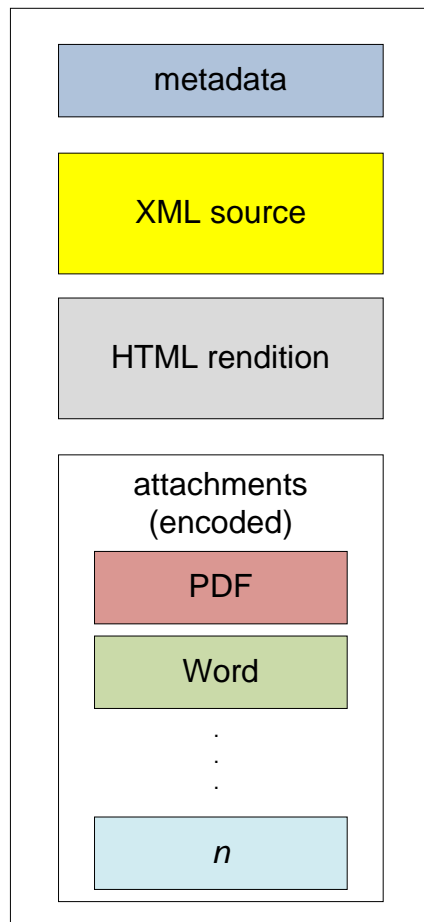 metadata
XML source
HTML rendition
attachments
(encoded)
PDF
Word
.
.
.
n